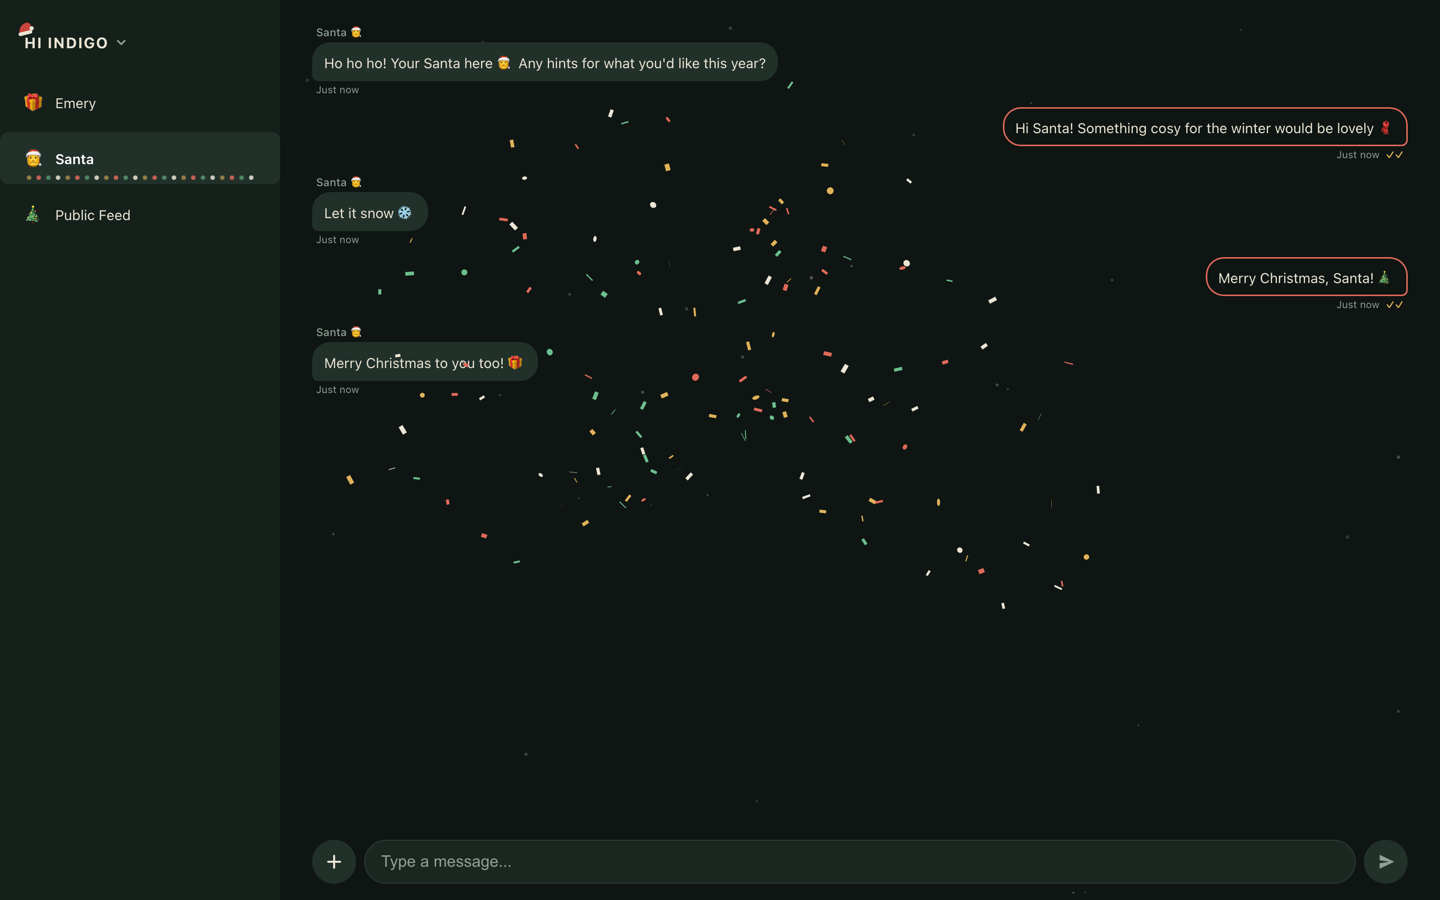 HI INDIGO
Emery
Santa
Public Feed
Santa 🎅
Ho ho ho! Your Santa here 🎅 Any hints for what you'd like this year?
Just now
Hi Santa! Something cosy for the winter would be lovely 🧣
Just now
Santa 🎅
Let it snow ❄️
Just now
Merry Christmas, Santa! 🎄
Just now
Santa 🎅
Merry Christmas to you too! 🎁
Just now
Type a message...